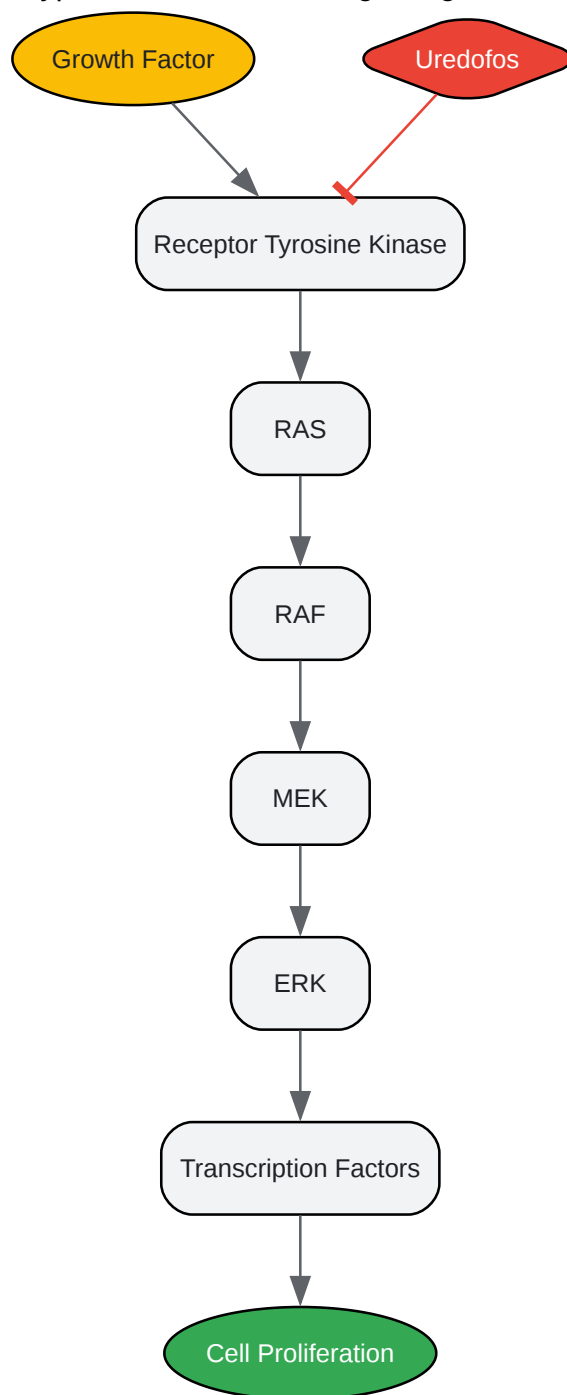 Growth Factor
Uredofos
Receptor Tyrosine Kinase
RAS
RAF
MEK
ERK
Transcription Factors
Cell Proliferation